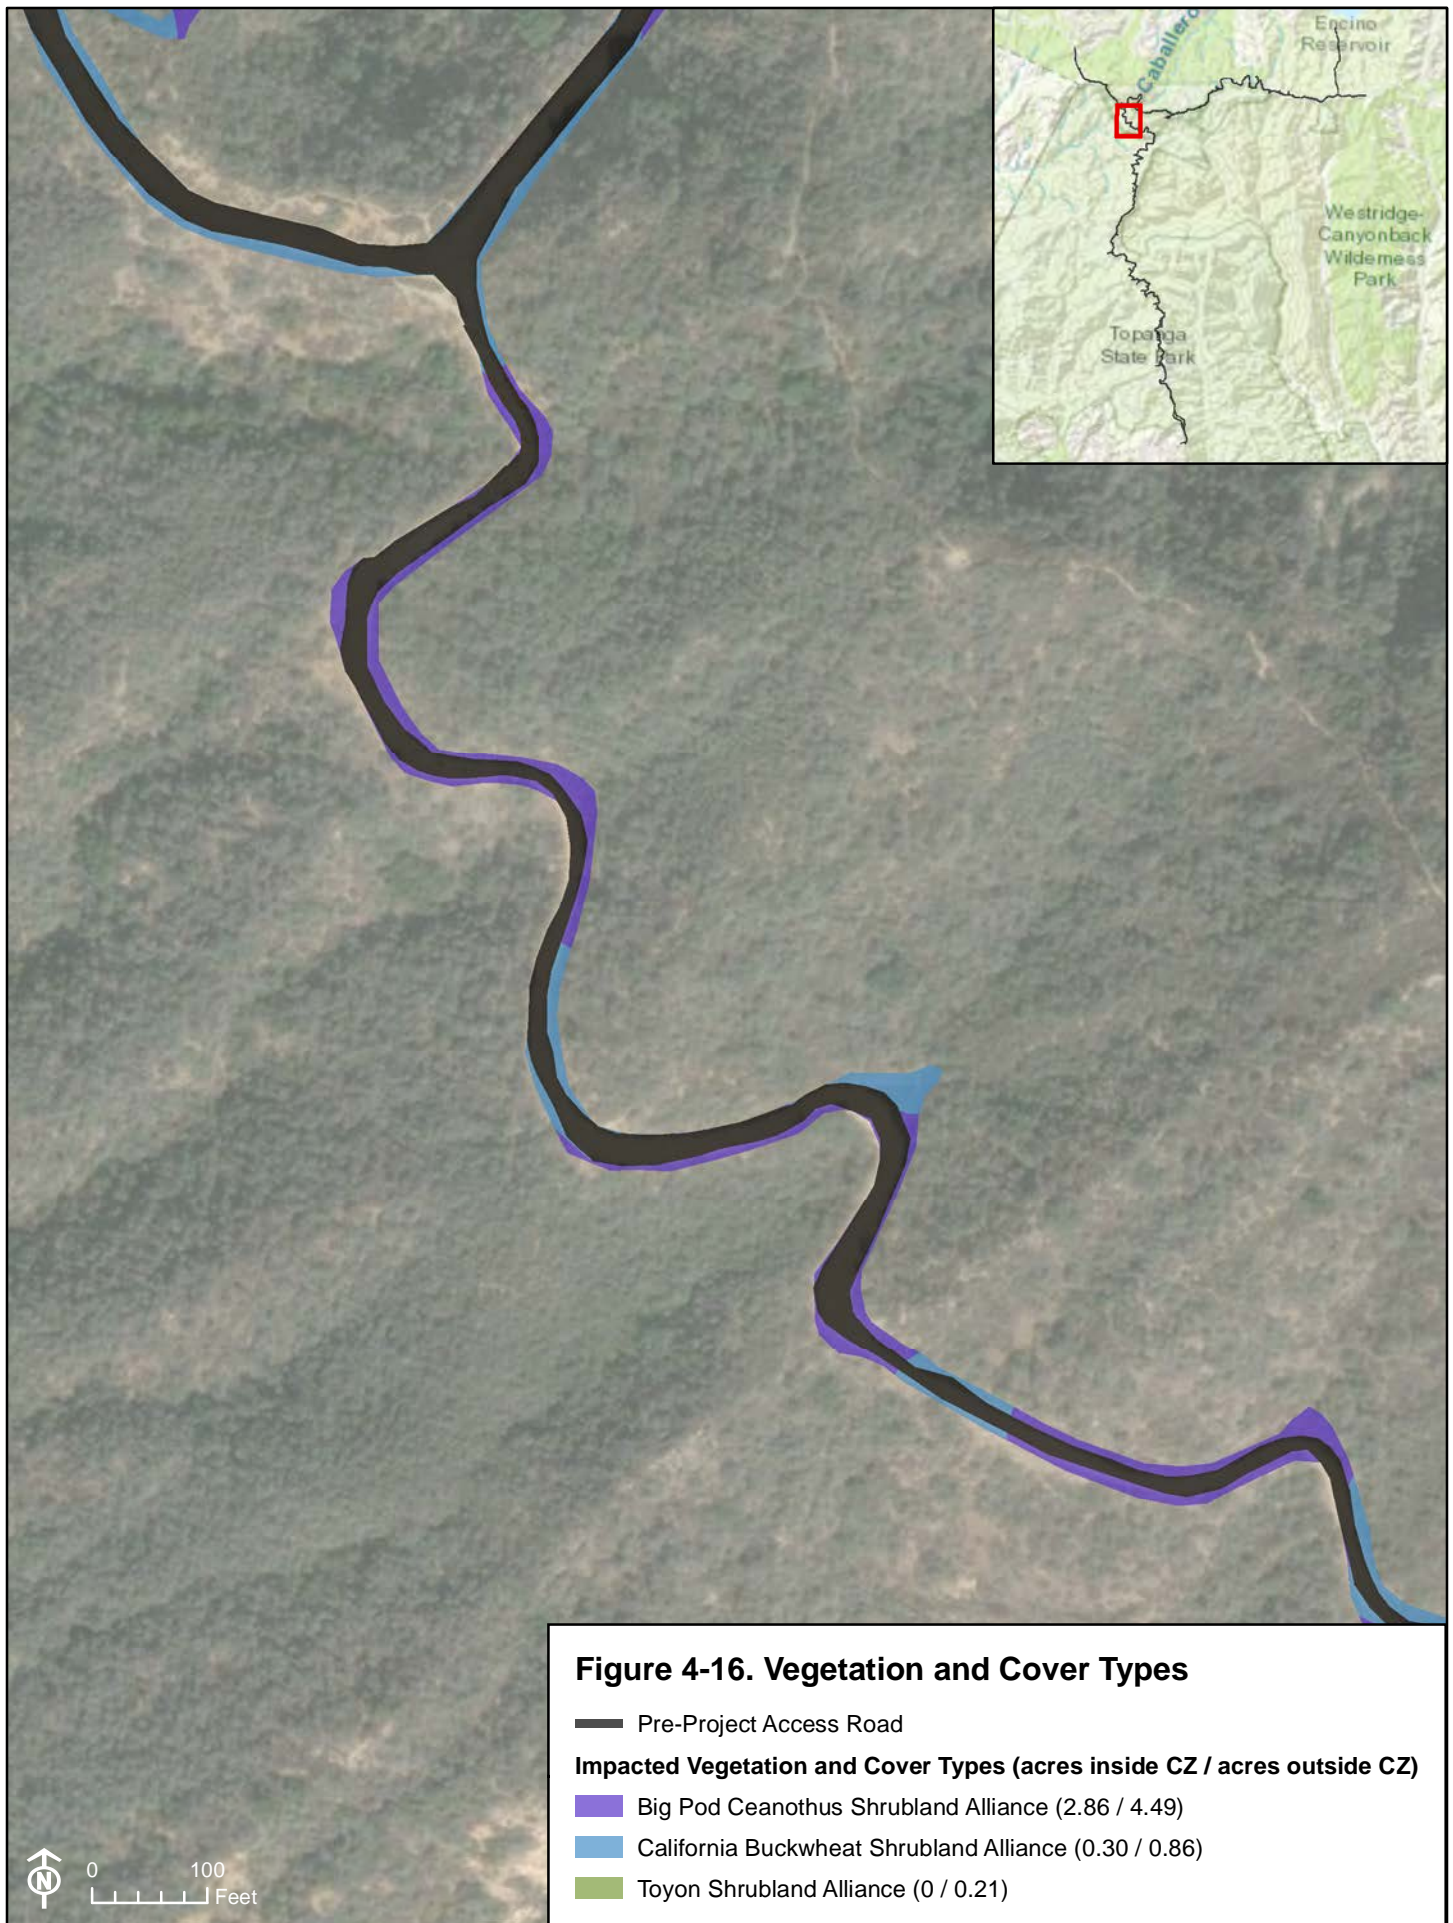 Caballero
Encino
Reservoir
Westridge-
Canyonback
Wilderness
Park
Topanga
State Park
Figure 4-16. Vegetation and Cover Types
Pre-Project Access Road
Impacted Vegetation and Cover Types (acres inside CZ / acres outside CZ)
Big Pod Ceanothus Shrubland Alliance (2.86 / 4.49)
California Buckwheat Shrubland Alliance (0.30 / 0.86)
Toyon Shrubland Alliance (0 / 0.21)
N
0 100
Feet